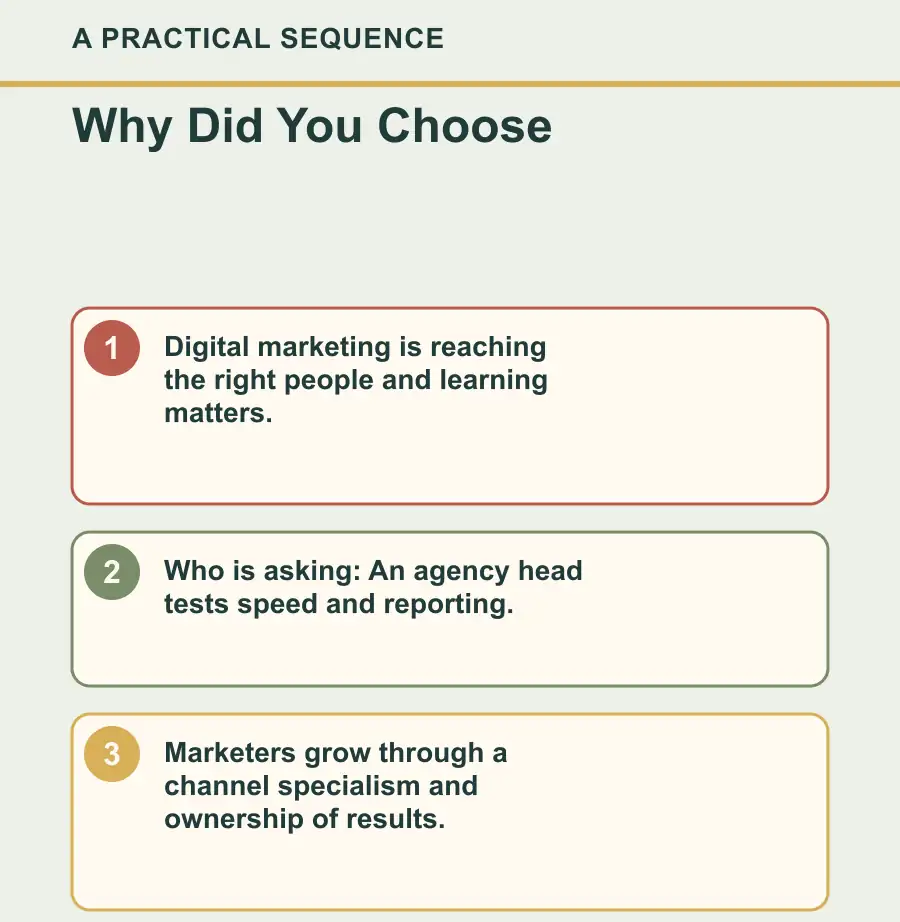 A PRACTICAL SEQUENCE
Why Did You Choose
1
Digital marketing is reaching
the right people and learning
matters.
2
Who is asking: An agency head
tests speed and reporting.
3
Marketers grow through a
channel specialism and
ownership of results.